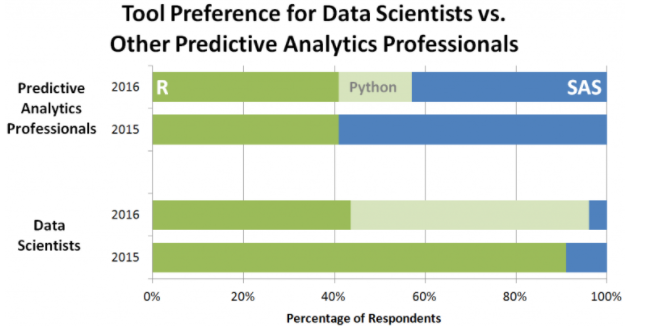 Tool Preference for Data Scientists vs.
Other Predictive Analytics Professionals
Predictive
Analytics
Professionals
2016
R
Python
SAS
2015
Data
Scientists
2016
2015
0%
20%
40%
60%
80%
100%
Percentage of Respondents